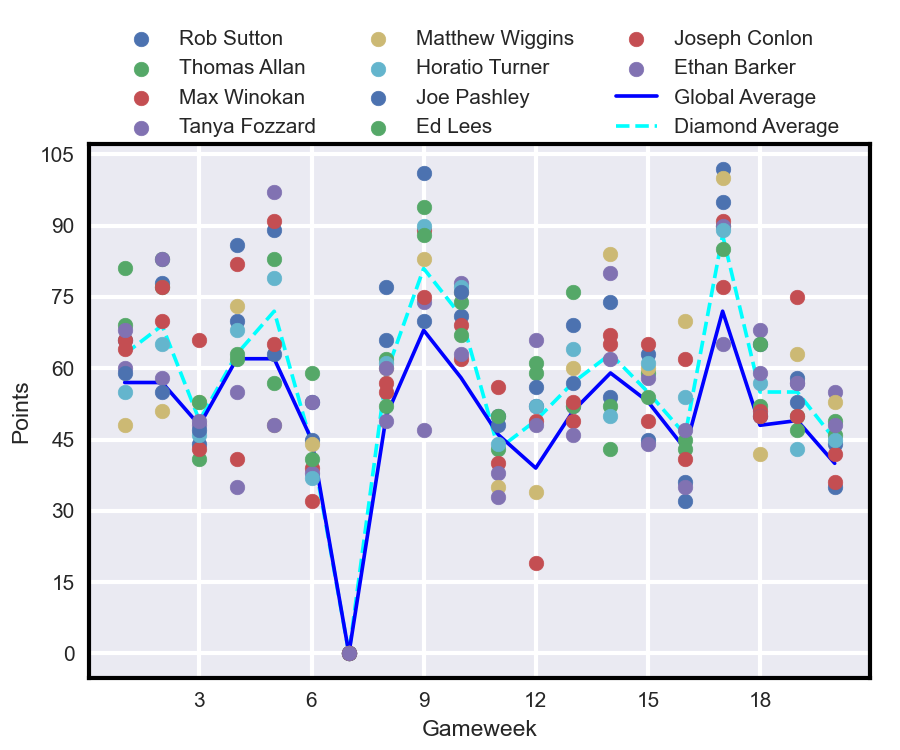 Rob Sutton
Thomas Allan
Max Winokan
Tanya Fozzard
Matthew Wiggins
Horatio Turner
Joe Pashley
Ed Lees
Joseph Conlon
Ethan Barker
Global Average
Diamond Average
105
90
75
60
45
30
15
0
Points
3 6 9 12 15 18
Gameweek